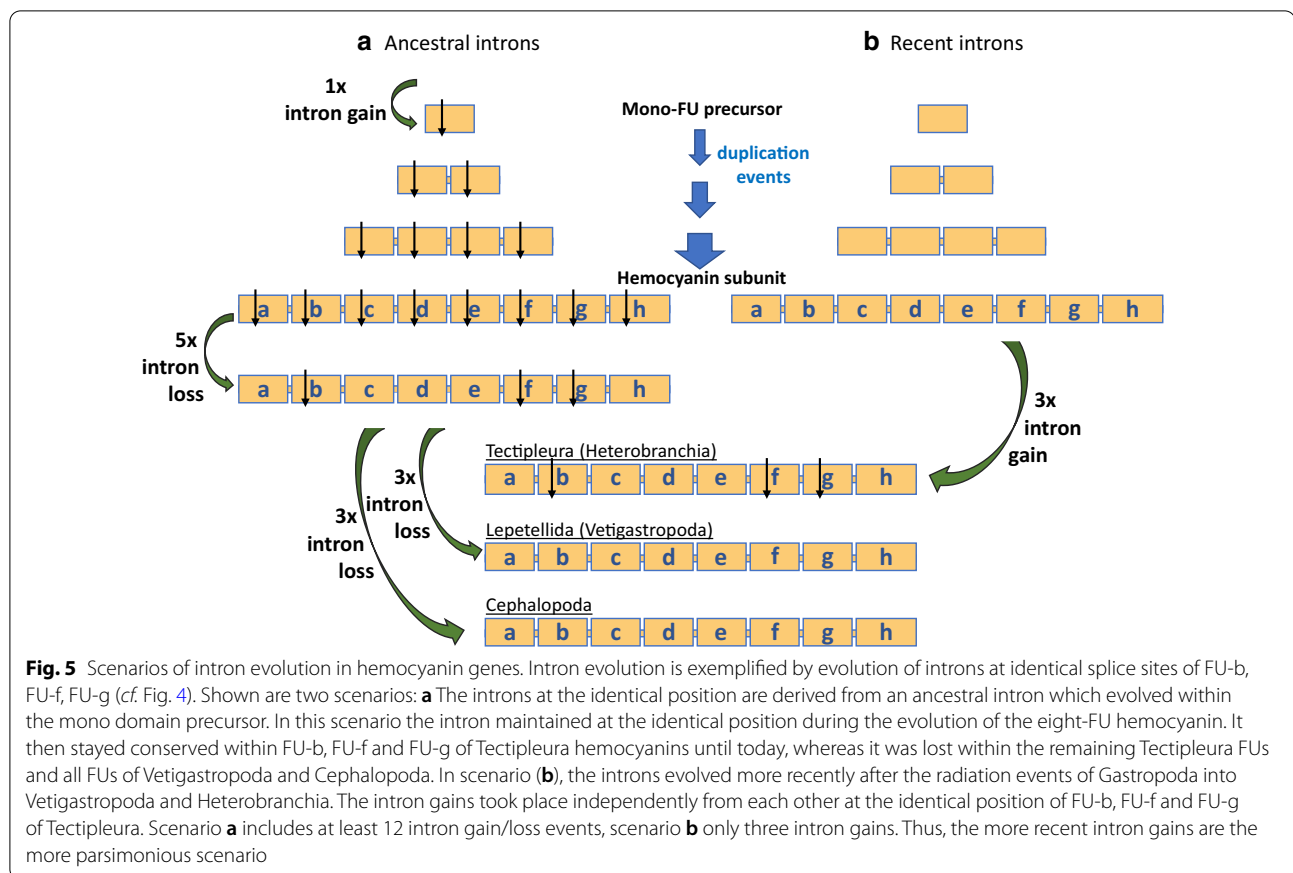 a Ancestral introns
b Recent introns
1x
intron gain
Mono-FU precursor
duplication
events
Hemocyanin subunit
a b c d e f g h
a b c d e f g h
5x
intron
loss
a b c d e f g h
3x
intron
gain
3x
intron
loss
3x
intron
loss
Tectipleura (Heterobranchia)
a b c d e f g h
Lepetellida (Vetigastropoda)
a b c d e f g h
Cephalopoda
a b c d e f g h
Fig. 5 Scenarios of intron evolution in hemocyanin genes. Intron evolution is exemplified by evolution of introns at identical splice sites of FU-b,
FU-f, FU-g (cf. Fig. 4). Shown are two scenarios: a The introns at the identical position are derived from an ancestral intron which evolved within
the mono domain precursor. In this scenario the intron maintained at the identical position during the evolution of the eight-FU hemocyanin. It
then stayed conserved within FU-b, FU-f and FU-g of Tectipleura hemocyanins until today, whereas it was lost within the remaining Tectipleura FUs
and all FUs of Vetigastropoda and Cephalopoda. In scenario (b), the introns evolved more recently after the radiation events of Gastropoda into
Vetigastropoda and Heterobranchia. The intron gains took place independently from each other at the identical position of FU-b, FU-f and FU-g
of Tectipleura. Scenario a includes at least 12 intron gain/loss events, scenario b only three intron gains. Thus, the more recent intron gains are the
more parsimonious scenario